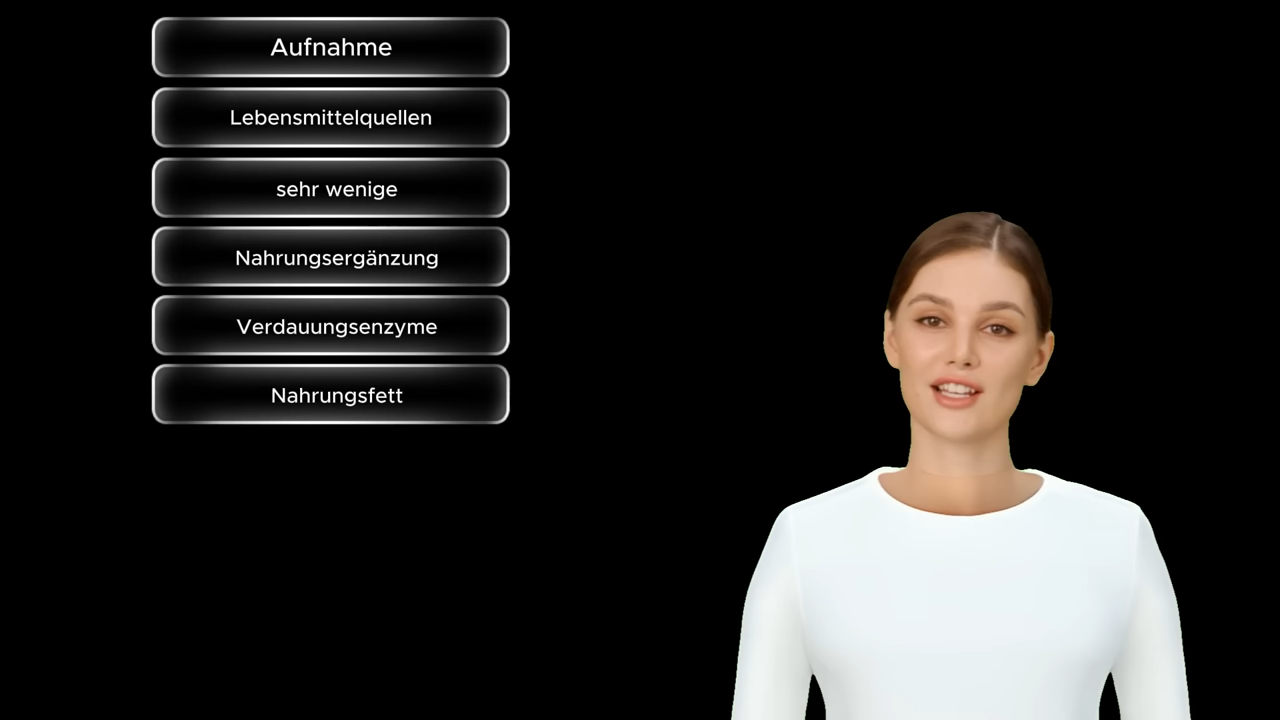 Aufnahme
Lebensmittelquellen
sehr wenige
Nahrungsergänzung
Verdauungsenzyme
Nahrungsfett